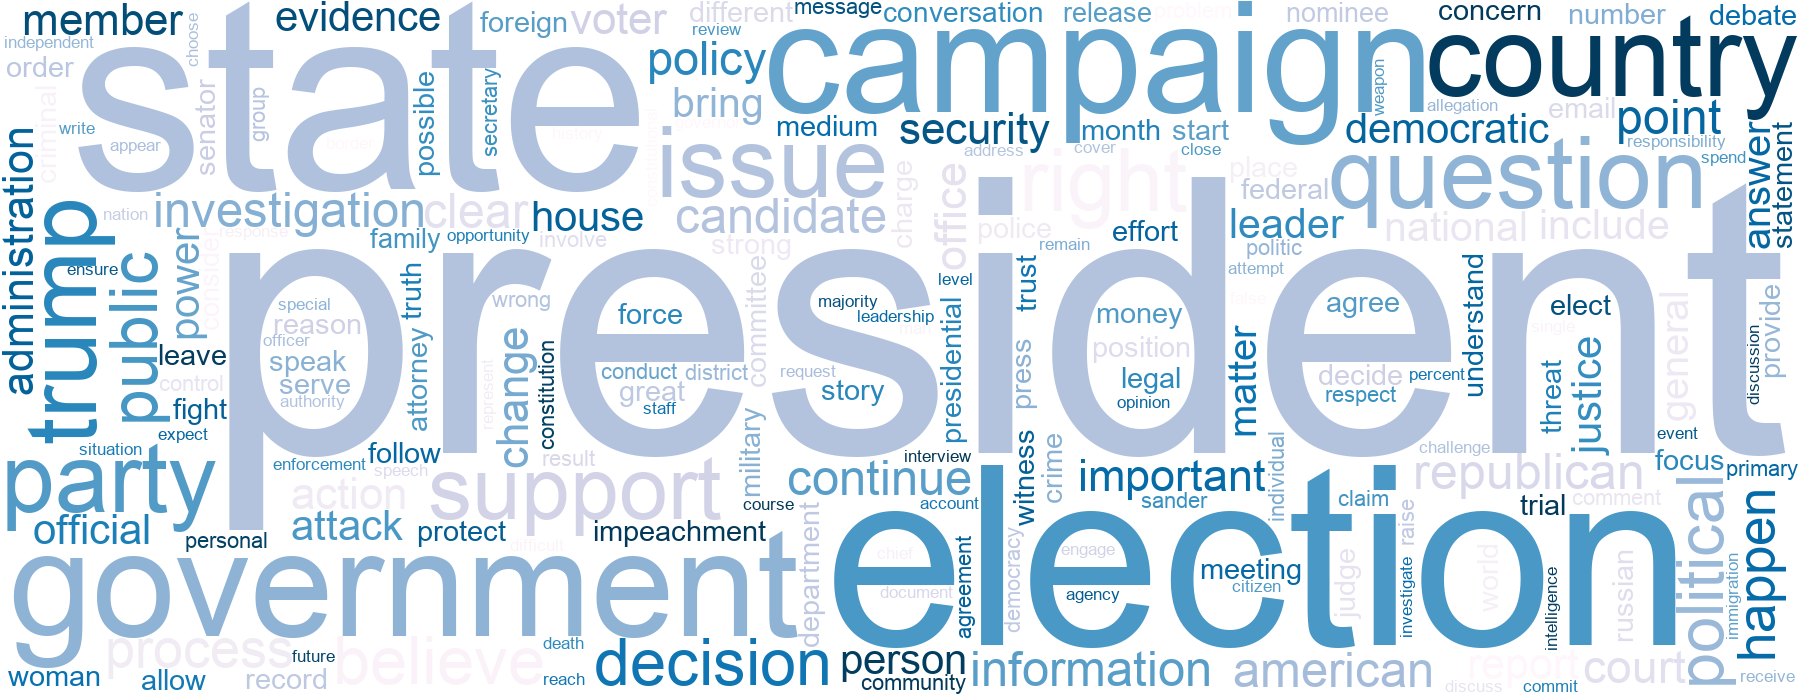 member
evidence
foreign
voter
different
message
conversation
release
problem
nominee
concern
number
debate
independent
choose
order
state
policy
review
campaign
country
senator
group
possible
secretary
bring
medium
security
month
start
weapon
allegation
email
democratic
point
criminal
write
appear
border
history
issue
address
cover
close
place
responsibility
spend
answer
statement
administration
nation
investigation
clear
house
candidate
charge
office
right
police
federal
question
leader
national
include
trump
ensure
public
power
consider
response
family
opportunity
involve
strong
effort
remain
politic
attempt
president
special
reason
officer
speak
serve
authority
truth
wrong
force
committee
majority
leadership
level
trust
money
agree
false
elect
single
understand
general
provide
leave
control
fight
expect
attorney
represent
change
constitution
conduct
district
great
staff
request
story
man
presidential
press
position
legal
opinion
matter
decide
percent
respect
threat
justice
discussion
party
situation
enforcement
follow
speech
result
support
military
interview
continue
course
account
witness
crime
important
sander
individual
claim
challenge
republican
event
focus
primary
official
personal
action
attack
protect
difficult
impeachment
trial
comment
raise
political
happen
government
department
chief
document
agreement
democracy
engage
agency
election
meeting
citizen
judge
investigate
world
intelligence
russian
immigration
woman
process
future
allow
record
believe
death
reach
decision
person
community
information
american
report
discuss
commit
court
receive